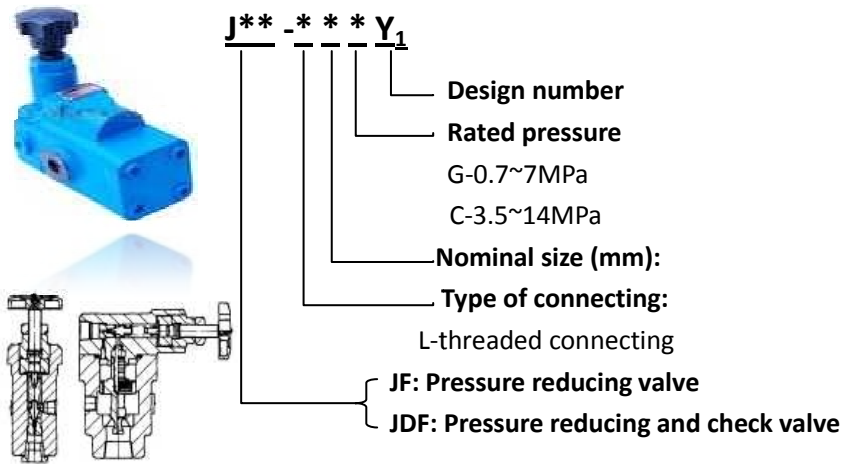 J** -* * * Y1
Design number
Rated pressure
G-0.7~7MPa
C-3.5~14MPa
Nominal size (mm):
Type of connecting:
L-threaded connecting
JF: Pressure reducing valve
JDF: Pressure reducing and check valve